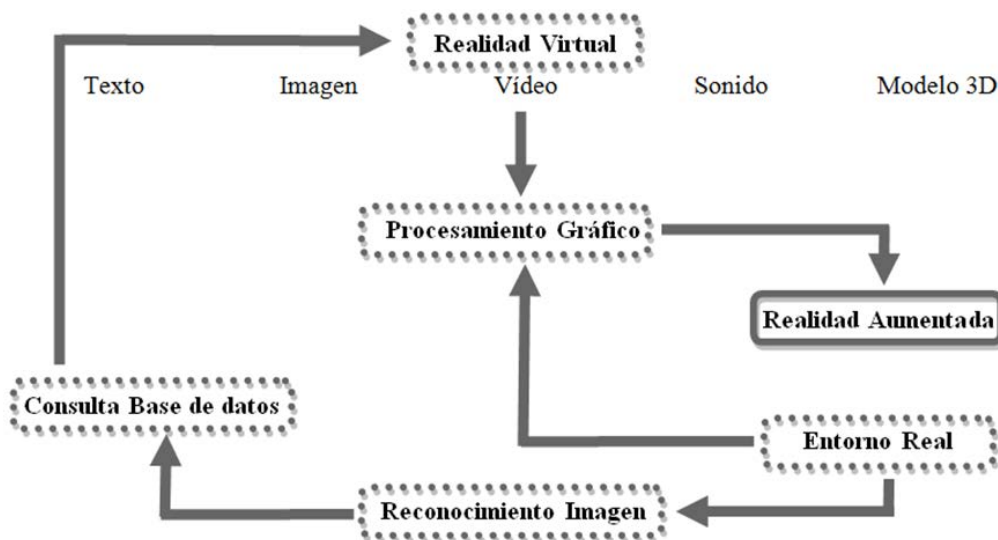 Realidad Virtual
Texto Imagen Vídeo Sonido Modelo 3D
Procesamiento Gráfico
Realidad Aumentada
Consulta Base de datos
Entorno Real
Reconocimiento Imagen